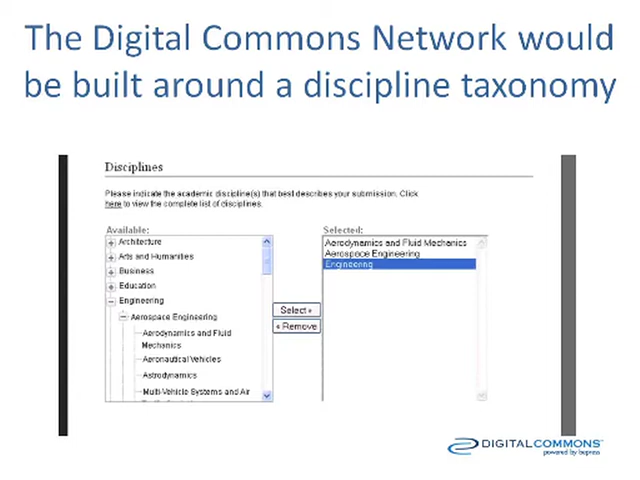 The Digital Commons Network would
be built around a discipline taxonomy
Disciplines
Please indicate the academic discipline(s) that best describes your submission. Click
here to view the complete list of disciplines.
Available:
Architecture
Arts and Humanities
Business
Education
Engineering
Aerospace Engineering
Aerodynamics and Fluid
Mechanics
Aeronautical Vehicles
Astrodynamics
Multi-Vehicle Systems and Air
Select »
« Remove
Selected:
Aerodynamics and Fluid Mechanics
Aerospace Engineering
Engineering
DIGITALCOMMONS™
powered by bepress